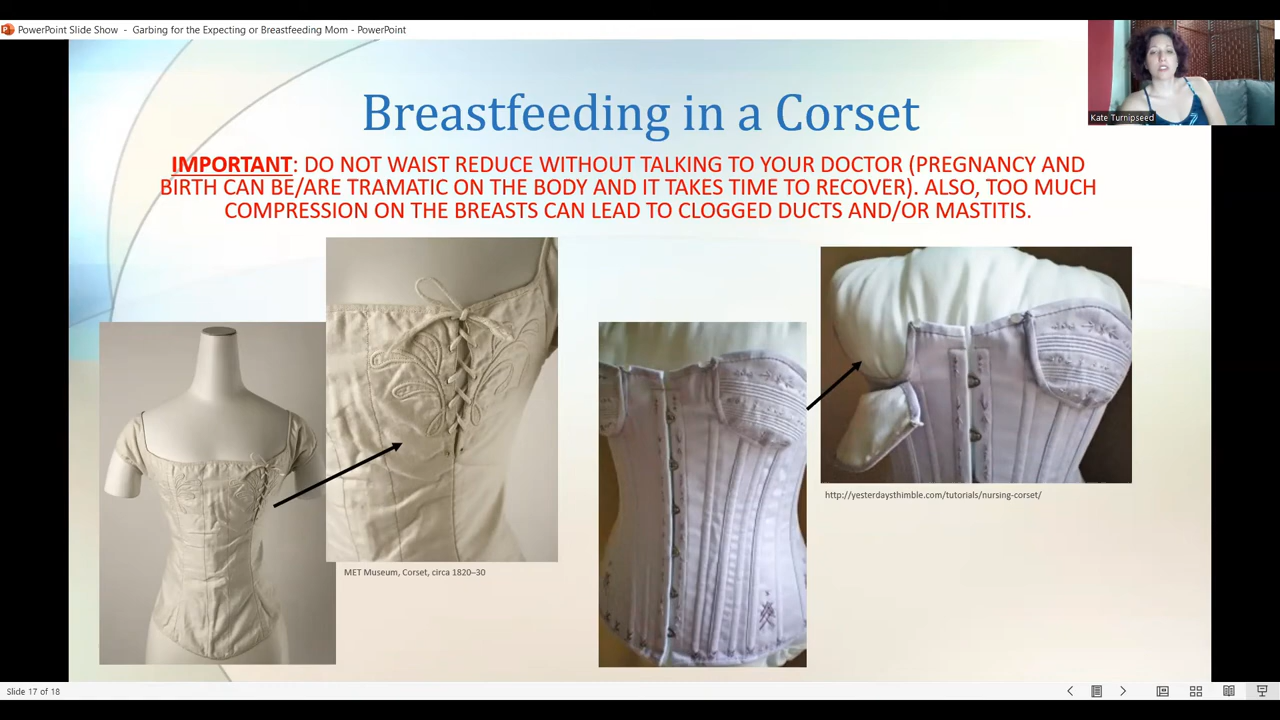 PowerPoint Slide Show - Garbing for the Expecting or Breastfeeding Mom - PowerPoint
Kate Turnipseed
Breastfeeding in a Corset
IMPORTANT: DO NOT WAIST REDUCE WITHOUT TALKING TO YOUR DOCTOR (PREGNANCY AND
BIRTH CAN BE/ARE TRAMATIC ON THE BODY AND IT TAKES TIME TO RECOVER). ALSO, TOO MUCH
COMPRESSION ON THE BREASTS CAN LEAD TO CLOGGED DUCTS AND/OR MASTITIS.
http://yesterdaysthimble.com/tutorials/nursing-corset/
MET Museum, Corset, circa 1820–30
Slide 17 of 18